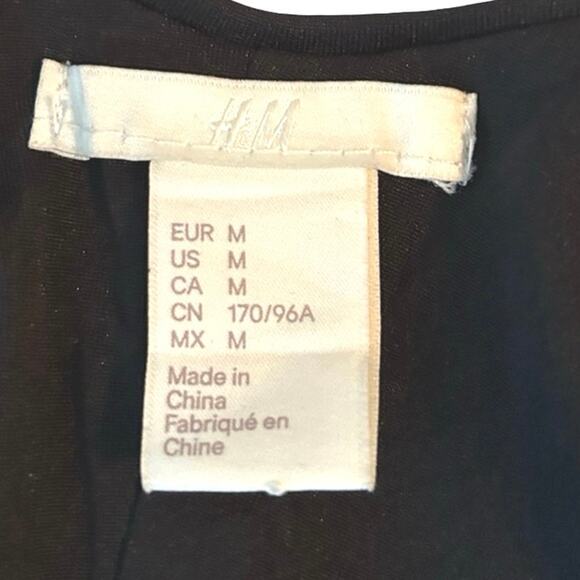 H&M
EUR M
US M
CA M
CN 170/96A
MX M
Made in
China
Fabriqué en
Chine